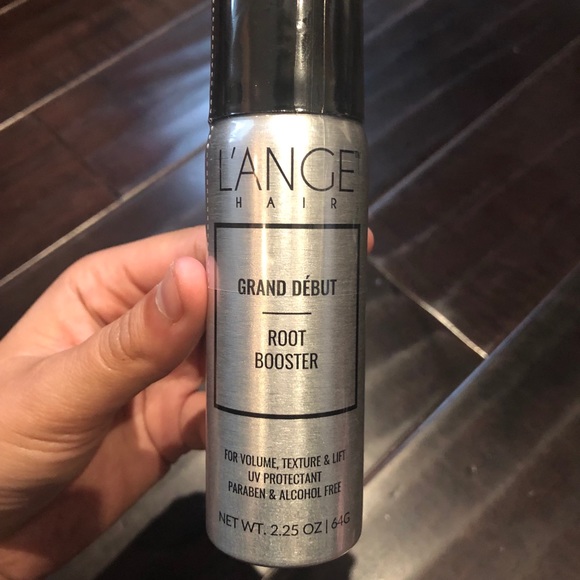 L'ANGE™
HAIR
GRAND DÉBUT
ROOT
BOOSTER
FOR VOLUME, TEXTURE & LIFT
UV PROTECTANT
PARABEN & ALCOHOL FREE
NET WT. 2.25 OZ | 64G